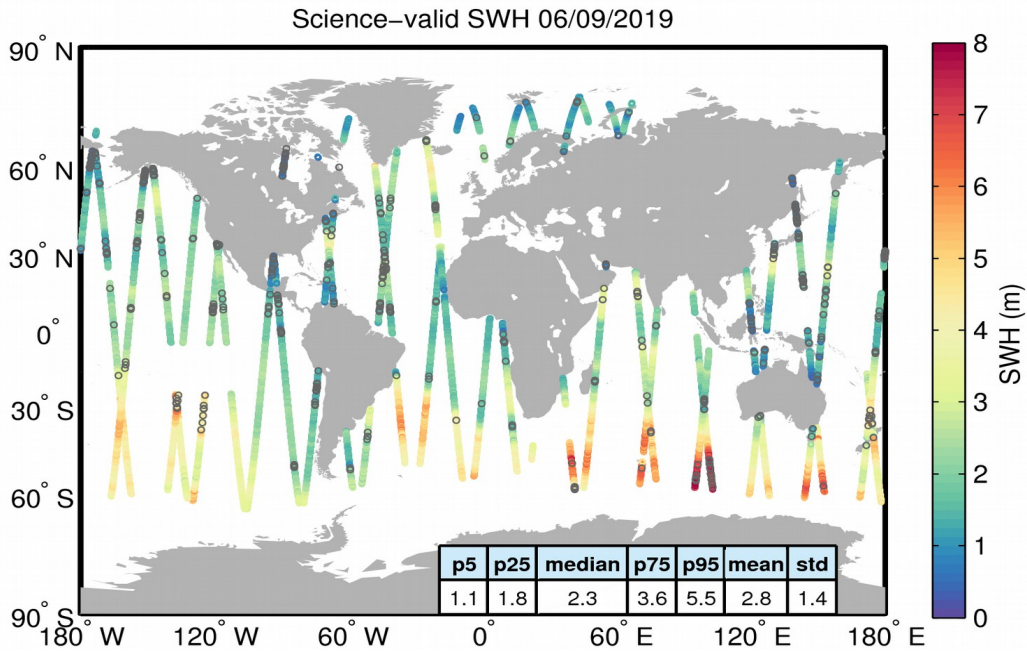 Science−valid SWH 06/09/2019
90° N
60° N
30° N
0°
30° S
60° S
90° S
180° W
120° W
60° W
0°
60° E
120° E
180° E
p5 p25 median p75 p95 mean std
1.1 1.8 2.3 3.6 5.5 2.8 1.4
8
7
6
5
4
3
2
1
0
SWH (m)